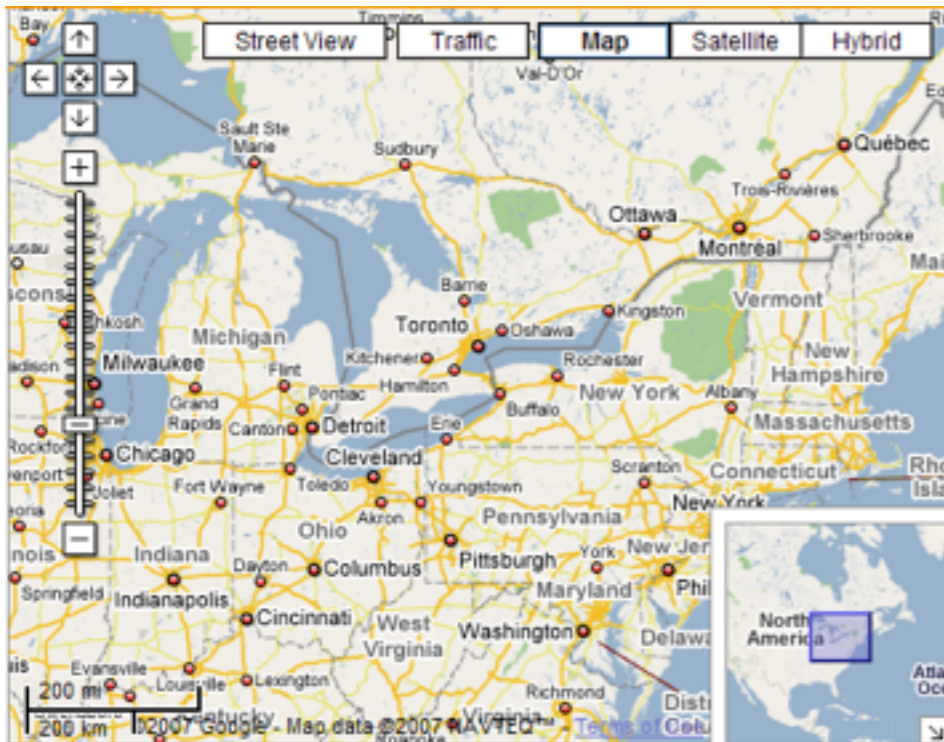 Timmins
Bay
Street View
Traffic
Map
Satellite
Hybrid
Val-D'Or
Sault Ste
Marie
Sudbury
Québec
Trois-Rivières
Ottawa
Montréal
Sherbrooke
Barrie
Kingston
Vermont
Michigan
Toronto
Oshawa
Milwaukee
Kitchener
Rochester
New
Hampshire
Flint
Hamilton
New York
Albany
Grand
Rapids
Pontiac
Buffalo
Massachusetts
Canton
Detroit
Erie
Chicago
Cleveland
Scranton
Connecticut
Joliet
Fort Wayne
Toledo
Youngstown
New York
Akron
Pennsylvania
Ohio
Indiana
Pittsburgh
York
Dayton
Columbus
Maryland
Springfield
Indianapolis
Cincinnati
West
Virginia
Washington
North
America
Evansville
Lexington
Richmond
200 mi
200 km
©2007 Google - Map data ©2007 NAVTEQ™ -
Virginia